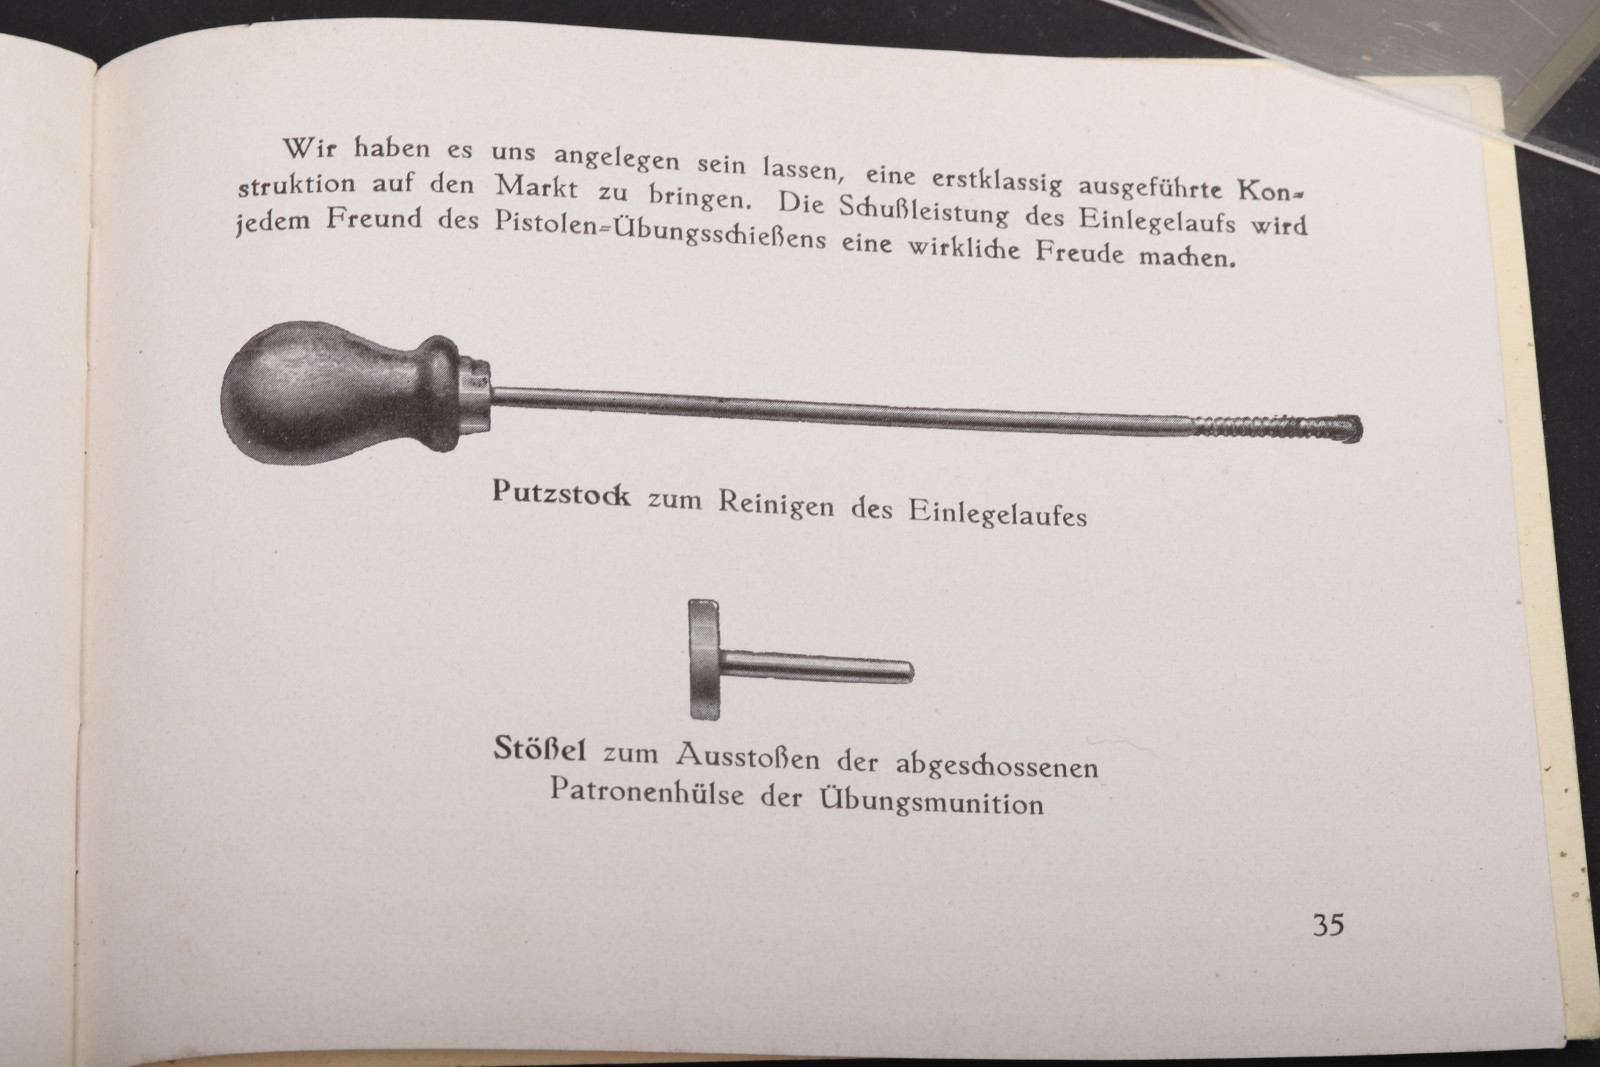 Wir haben es uns angelegen sein lassen, eine erstklassig ausgeführte Kon=
struktion auf den Markt zu bringen. Die Schußleistung des Einlegelaufs wird
jedem Freund des Pistolen=Übungsschießens eine wirkliche Freude machen.
Putzstock zum Reinigen des Einlegelaufes
Stößel zum Ausstoßen der abgeschossenen
Patronenhülse der Übungsmunition
35